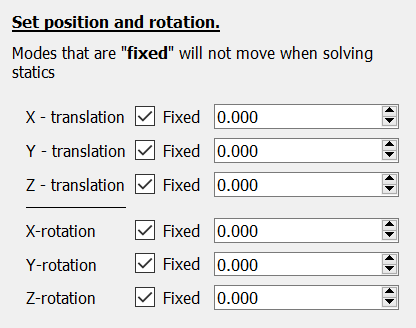 Set position and rotation.
Modes that are "fixed" will not move when solving
statics
X - translation Fixed 0.000
Y - translation Fixed 0.000
Z - translation Fixed 0.000
X-rotation Fixed 0.000
Y-rotation Fixed 0.000
Z-rotation Fixed 0.000